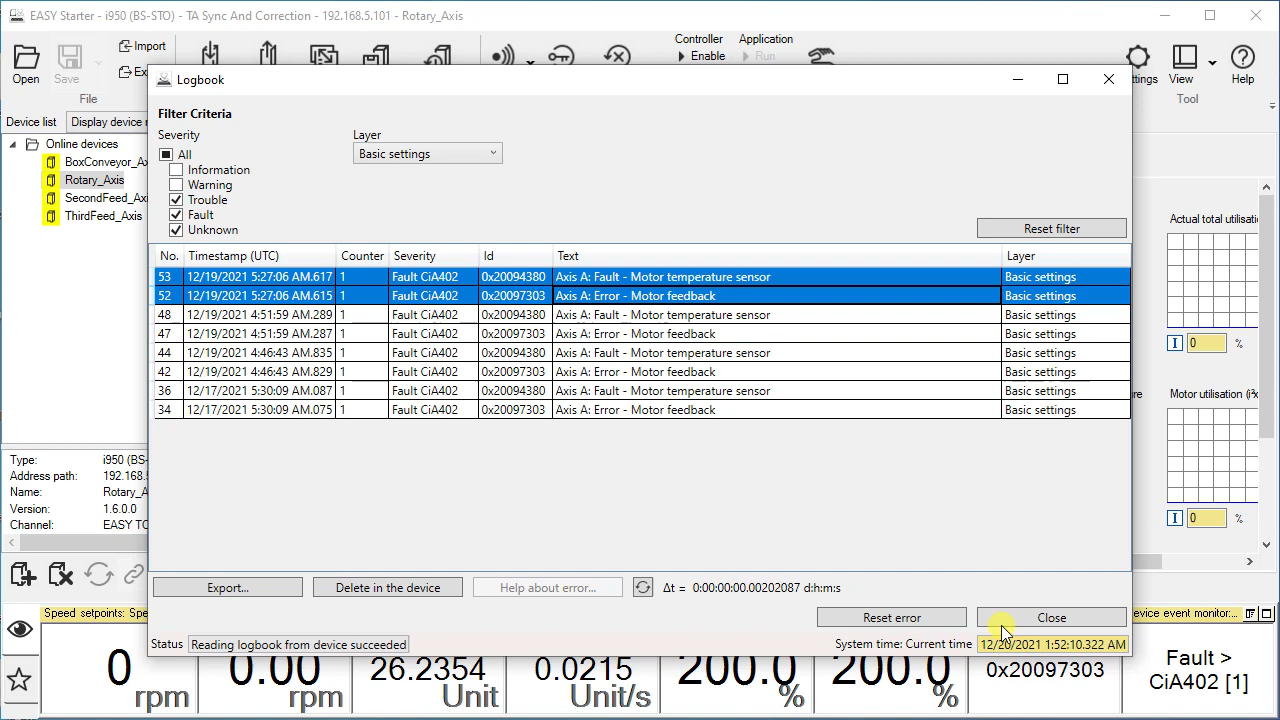 EASY Starter - i950 (BS-STO) - TA Sync And Correction - 192.168.5.101 - Rotary_Axis
Open
Save
Import
Ex
File
Controller
Enable
Application
Run
ttings
View
Help
Tool
Device list
Display device r
Online devices
BoxConveyor_Ax
Rotary_Axis
SecondFeed_Axi
ThirdFeed_Axis
Logbook
Filter Criteria
Severity
All
Information
Warning
Trouble
Fault
Unknown
Layer
Basic settings
Reset filter
No. Timestamp (UTC) Counter Severity Id Text Layer
53 12/19/2021 5:27:06 AM.617 1 Fault CiA402 0x20094380 Axis A: Fault - Motor temperature sensor Basic settings
52 12/19/2021 5:27:06 AM.615 1 Fault CiA402 0x20097303 Axis A: Error - Motor feedback Basic settings
48 12/19/2021 4:51:59 AM.289 1 Fault CiA402 0x20094380 Axis A: Fault - Motor temperature sensor Basic settings
47 12/19/2021 4:51:59 AM.287 1 Fault CiA402 0x20097303 Axis A: Error - Motor feedback Basic settings
44 12/19/2021 4:46:43 AM.835 1 Fault CiA402 0x20094380 Axis A: Fault - Motor temperature sensor Basic settings
42 12/19/2021 4:46:43 AM.829 1 Fault CiA402 0x20097303 Axis A: Error - Motor feedback Basic settings
36 12/17/2021 5:30:09 AM.087 1 Fault CiA402 0x20094380 Axis A: Fault - Motor temperature sensor Basic settings
34 12/17/2021 5:30:09 AM.075 1 Fault CiA402 0x20097303 Axis A: Error - Motor feedback Basic settings
Export...
Delete in the device
Help about error...
Δt = 0:00:00:00.00202087 d:h:m:s
Reset error
Close
Status
Reading logbook from device succeeded
System time: Current time
12/20/2021 1:52:10.322 AM
Actual total utilisati
I 0 %
re
Motor utilisation (i²x
I 0 %
Type: i950 (BS-
Address path: 192.168.5
Name: Rotary_A
Version: 1.6.0.0
Channel: EASY TO
Speed setpoints: Spee
evice event monitor:...
0 rpm
0.00 rpm
26.2354 Unit
0.0215 Unit/s
200.0 %
200.0 %
0x20097303
Fault >
CiA402 [1]